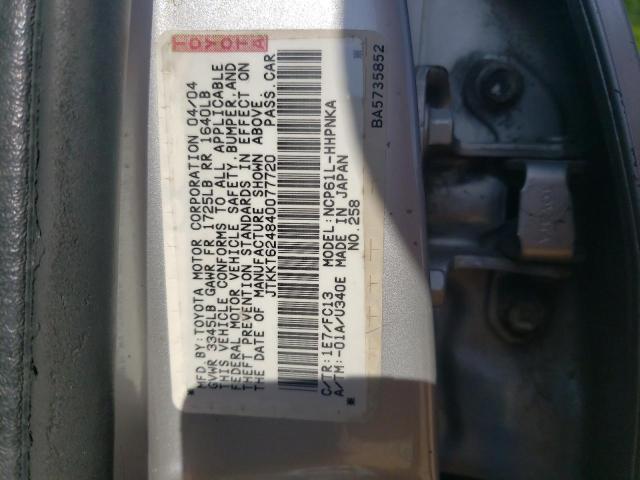 TOYOTA
MFD.BY:TOYOTA MOTOR CORPORATION 04/04
GVWR 3345LB GAWR FR 1725LB RR 1640LB
THIS VEHICLE CONFORMS TO ALL APPLICABLE
FEDERAL MOTOR VEHICLE SAFETY, BUMPER, AND
THEFT PREVENTION STANDARDS IN EFFECT ON
THE DATE OF MANUFACTURE SHOWN ABOVE.
JTKKT624840077720 PASS.CAR
C/TR:1E7/FC13 MODEL:NCP61L-HHPNKA
A/TM:-01A/U340E MADE IN JAPAN
NO.258
BA5735852